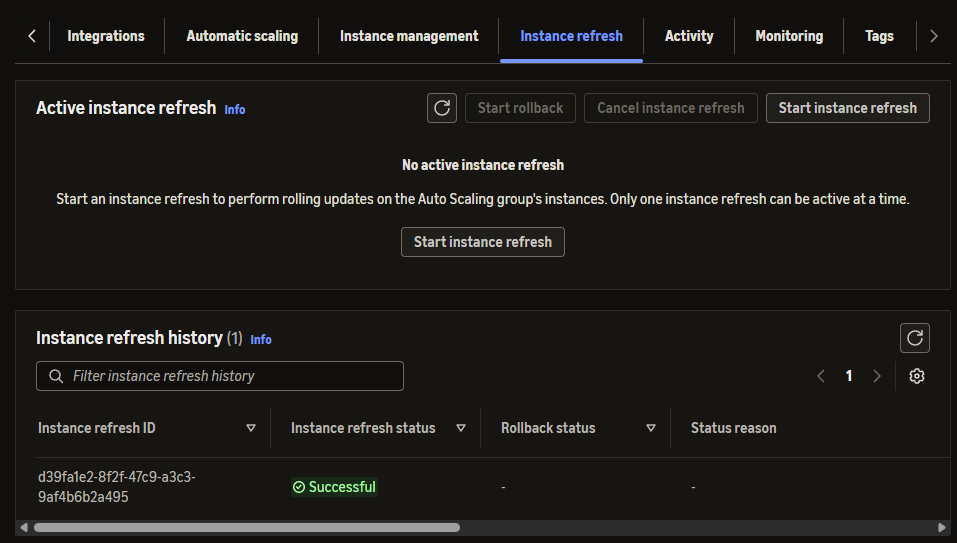 Integrations
Automatic scaling
Instance management
Instance refresh
Activity
Monitoring
Tags
Active instance refresh Info
Start rollback
Cancel instance refresh
Start instance refresh
No active instance refresh
Start an instance refresh to perform rolling updates on the Auto Scaling group's instances. Only one instance refresh can be active at a time.
Start instance refresh
Instance refresh history (1) Info
Filter instance refresh history
1
Instance refresh ID
Instance refresh status
Rollback status
Status reason
d39fa1e2-8f2f-47c9-a3c3-
9af4b6b2a495
Successful
-
-